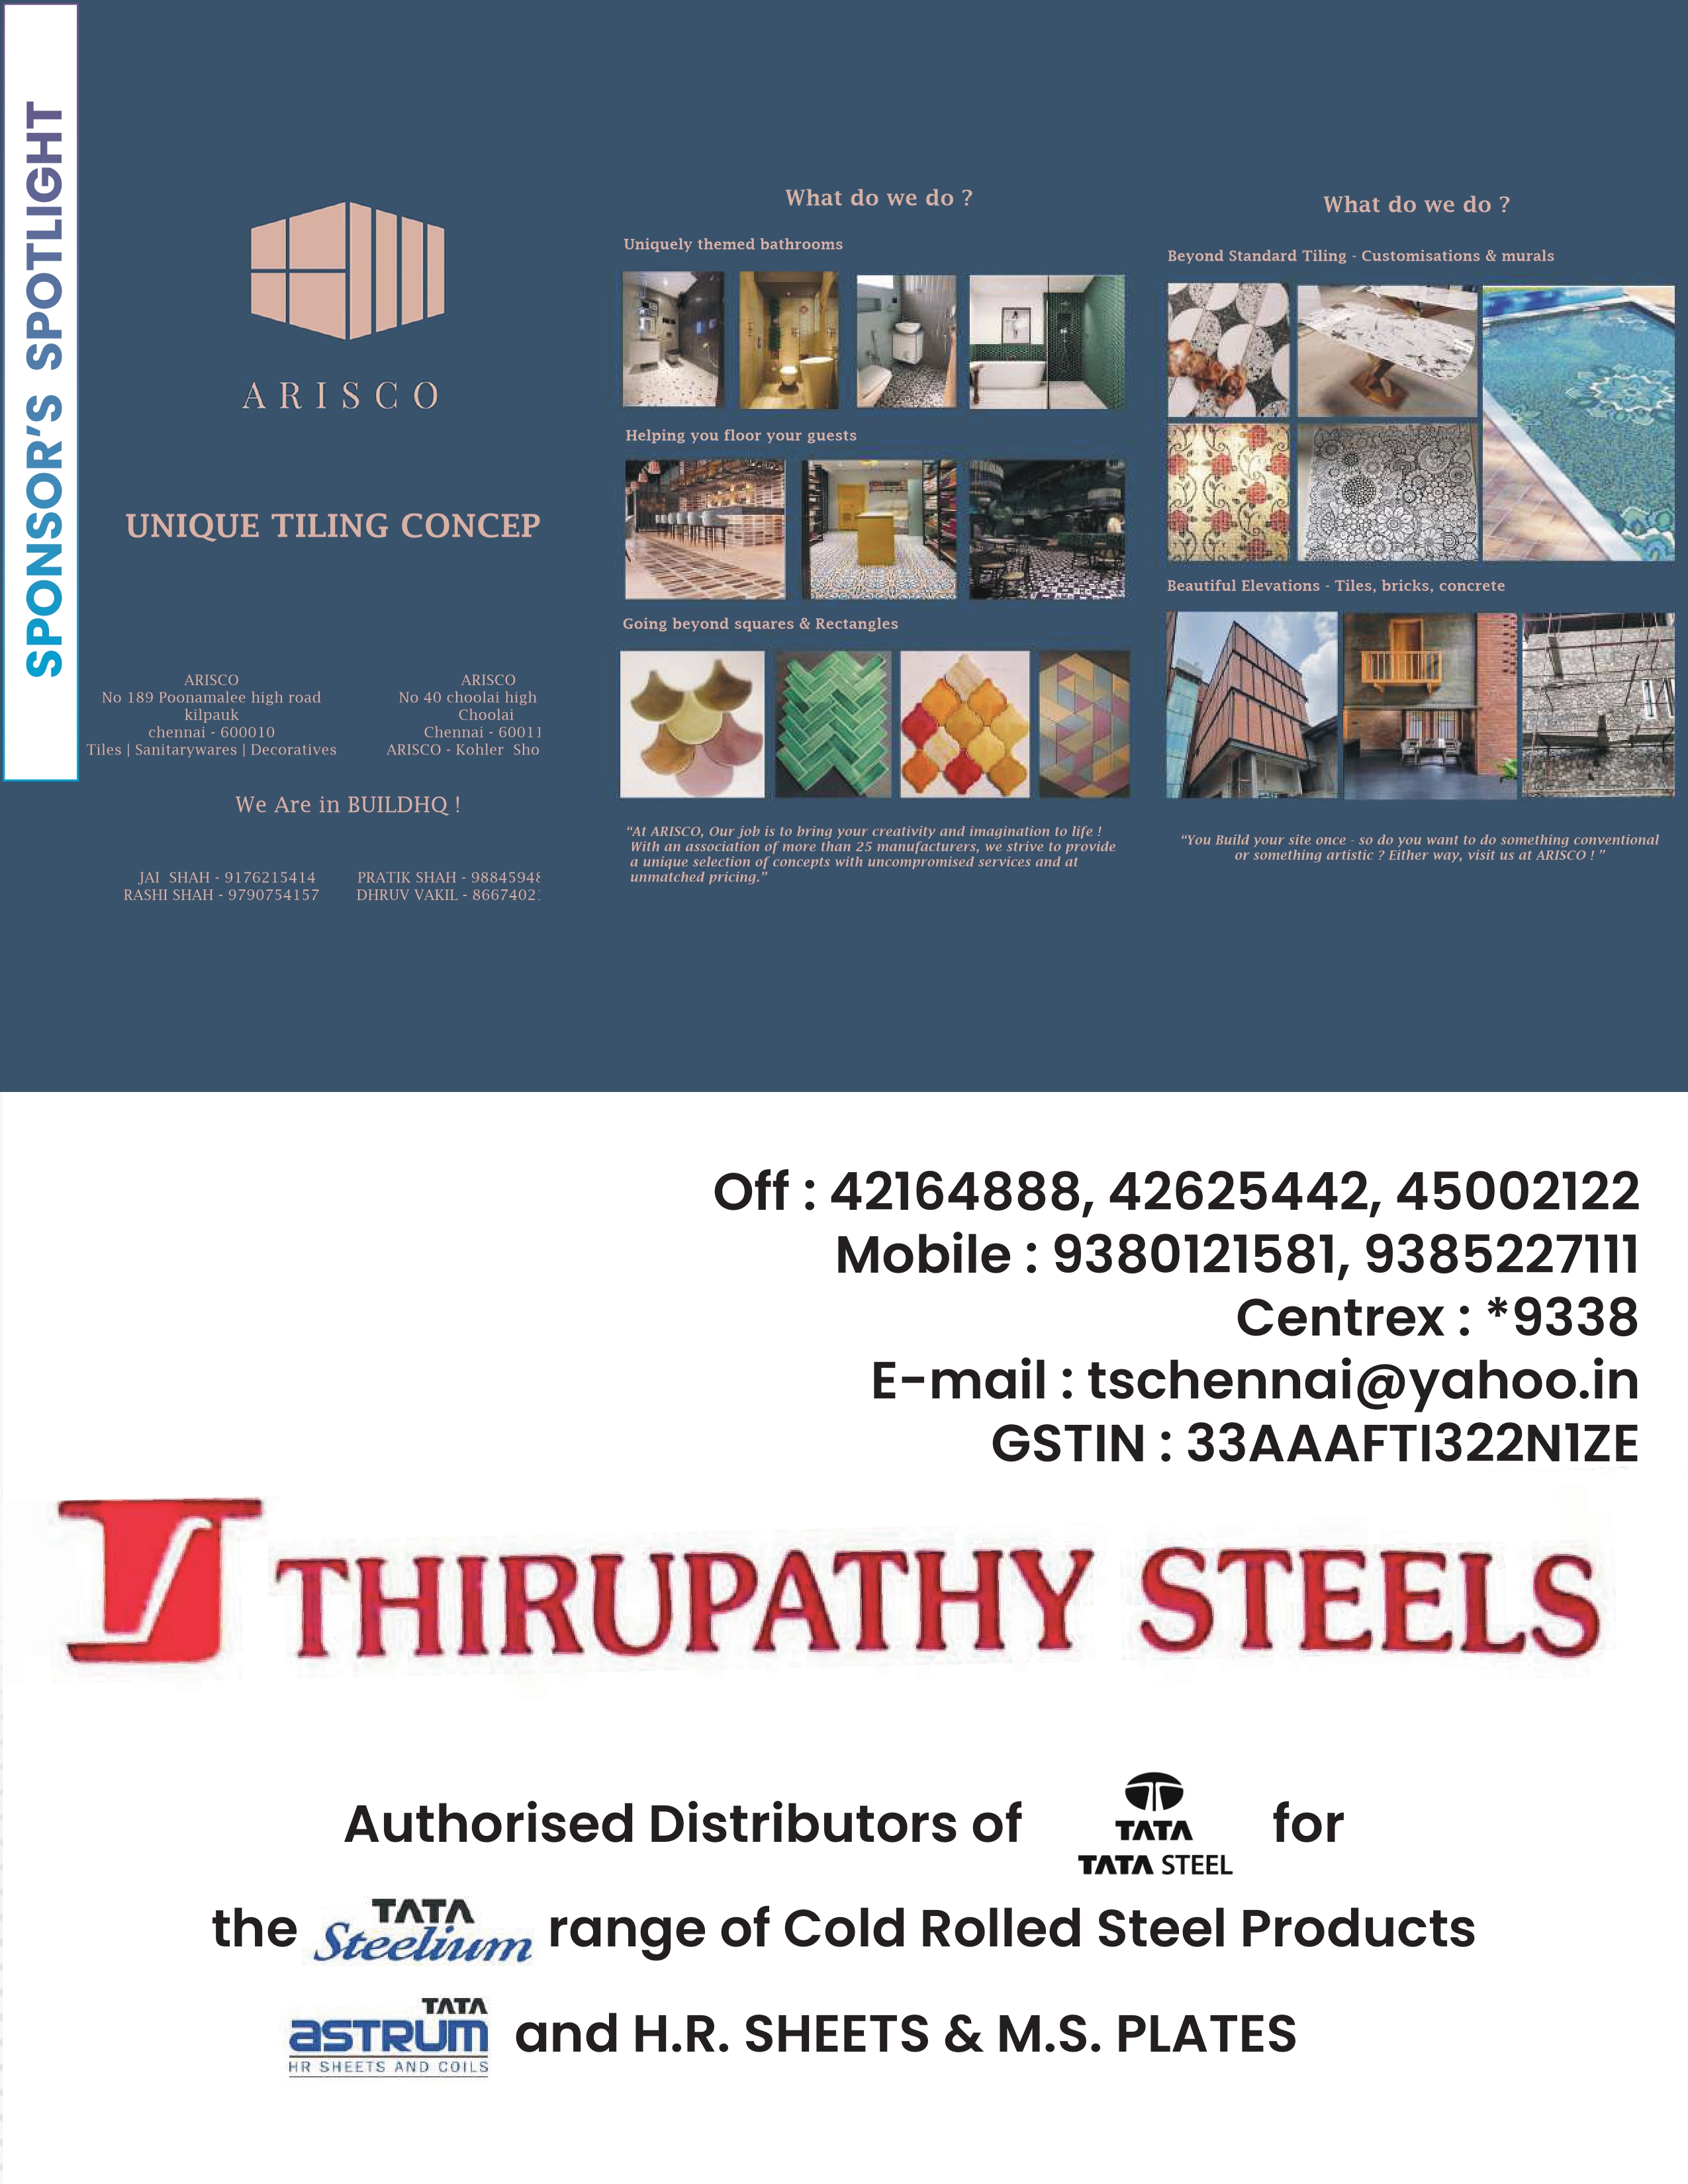 SPONSOR'S SPOTLIGHT
ARISCO
UNIQUE TILING CONCEP
ARISCO
No 189 Poonamalee high road
kilpauk
chennai - 600010
Tiles | Sanitarywares | Decoratives
ARISCO
No 40 choolai high
Choolai
Chennai - 60011
ARISCO - Kohler Sho
We Are in BUILDHQ !
JAI SHAH - 9176215414
RASHI SHAH - 9790754157
PRATIK SHAH - 98845948
DHRUV VAKIL - 8667402
What do we do ?
Uniquely themed bathrooms
Helping you floor your guests
Going beyond squares & Rectangles
“At ARISCO, Our job is to bring your creativity and imagination to life !
With an association of more than 25 manufacturers, we strive to provide
a unique selection of concepts with uncompromised services and at
unmatched pricing.”
What do we do ?
Beyond Standard Tiling - Customisations & murals
Beautiful Elevations - Tiles, bricks, concrete
“You Build your site once - so do you want to do something conventional
or something artistic ? Either way, visit us at ARISCO ! ”
Off : 42164888, 42625442, 45002122
Mobile : 9380121581, 9385227111
Centrex : *9338
E-mail : tschennai@yahoo.in
GSTIN : 33AAAFTI322N1ZE
THIRUPATHY STEELS
Authorised Distributors of TATA TATA STEEL for
the TATA Steelium range of Cold Rolled Steel Products
TATA ASTRUM HR SHEETS AND COILS and H.R. SHEETS & M.S. PLATES